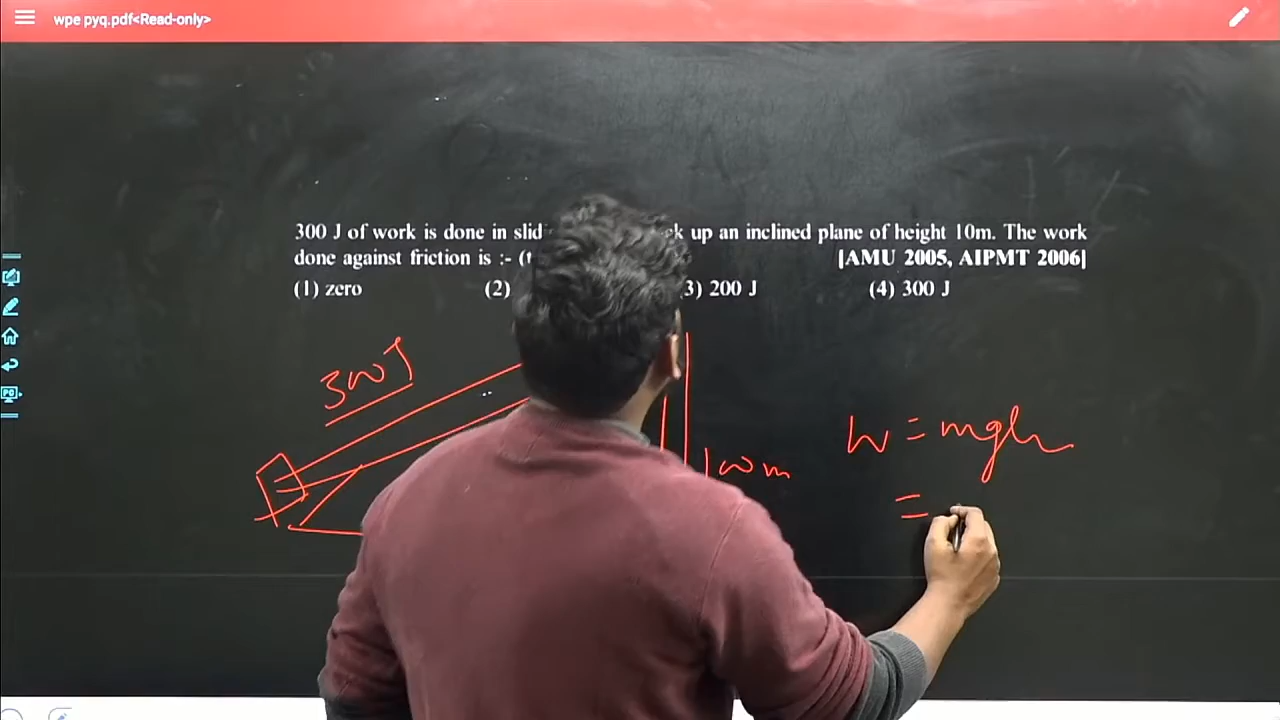 wpe pyq.pdf<Read-only>
300 J of work is done in up an inclined plane of height 10m. The work
done against friction is :- [AMU 2005, AIPMT 2006]
(1) zero (2) 3) 200 J (4) 300 J
300J
10m
W = mgh
=